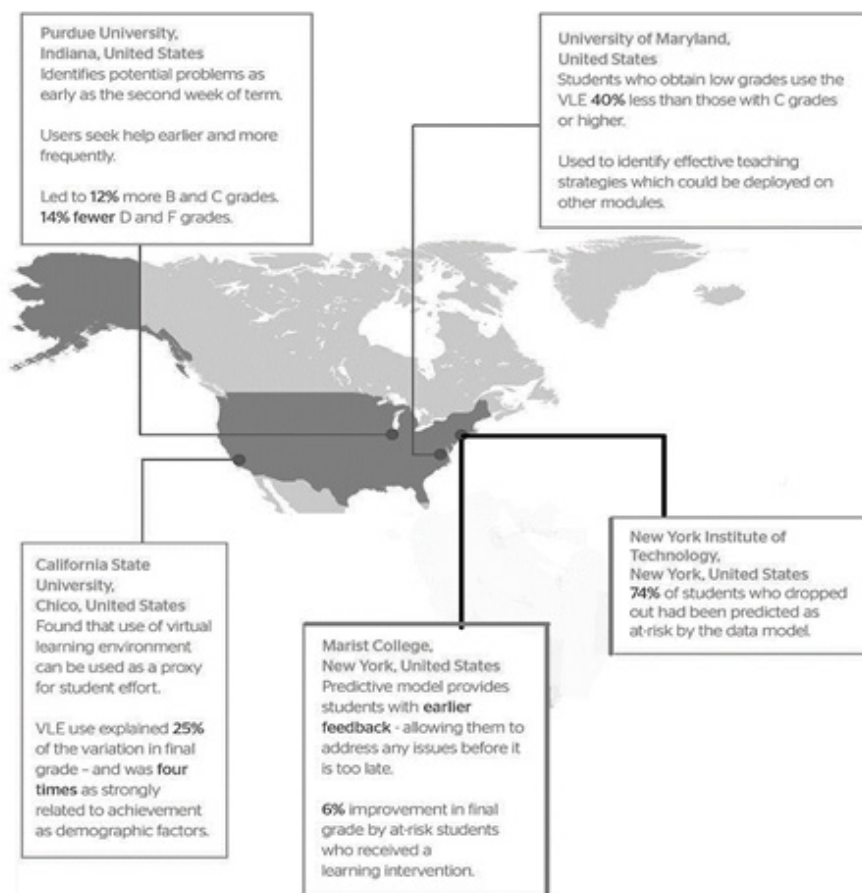 Purdue University,
Indiana, United States
Identifies potential problems as
early as the second week of term.
Users seek help earlier and more
frequently.
Led to 12% more B and C grades.
14% fewer D and F grades.
University of Maryland,
United States
Students who obtain low grades use the
VLE 40% less than those with C grades
or higher.
Used to identify effective teaching
strategies which could be deployed on
other modules.
California State
University,
Chico, United States
Found that use of virtual
learning environment
can be used as a proxy
for student effort.
VLE use explained 25%
of the variation in final
grade – and was four
times as strongly
related to achievement
as demographic factors.
Marist College,
New York, United States
Predictive model provides
students with earlier
feedback - allowing them to
address any issues before it
is too late.
6% improvement in final
grade by at-risk students
who received a
learning intervention.
New York Institute of
Technology,
New York, United States
74% of students who dropped
out had been predicted as
at-risk by the data model.